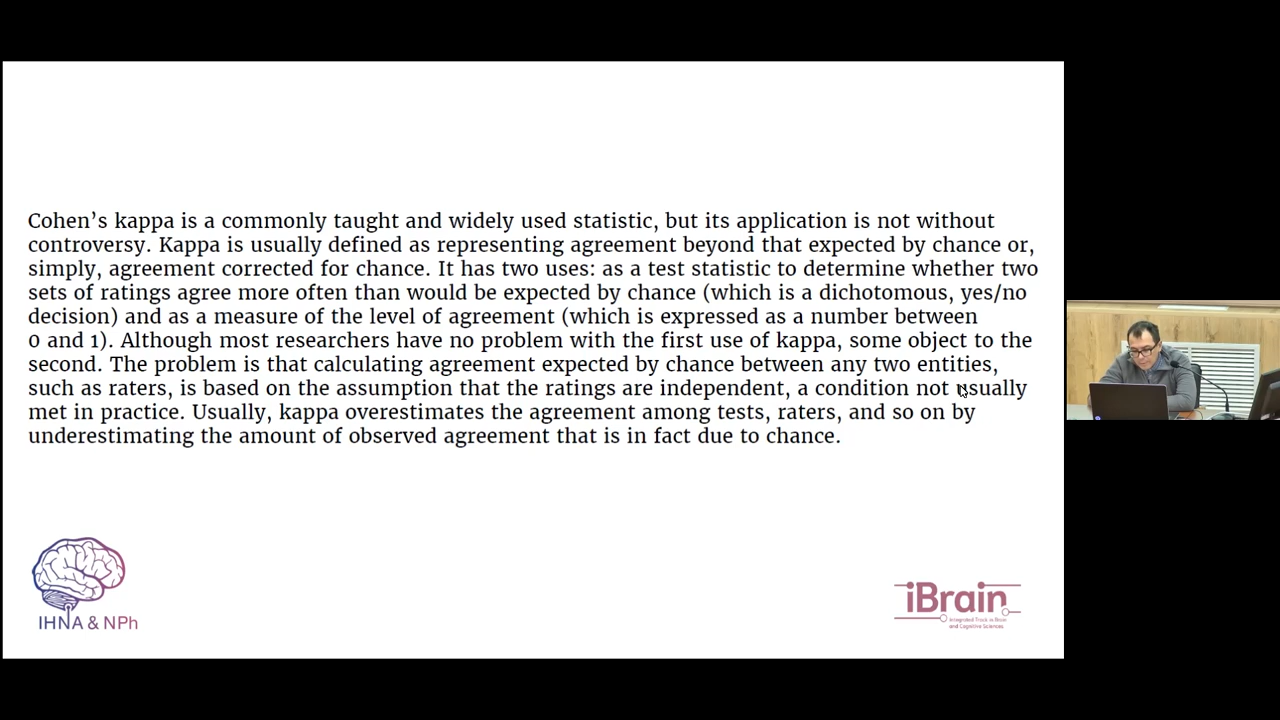 Cohen’s kappa is a commonly taught and widely used statistic, but its application is not without
controversy. Kappa is usually defined as representing agreement beyond that expected by chance or,
simply, agreement corrected for chance. It has two uses: as a test statistic to determine whether two
sets of ratings agree more often than would be expected by chance (which is a dichotomous, yes/no
decision) and as a measure of the level of agreement (which is expressed as a number between
0 and 1). Although most researchers have no problem with the first use of kappa, some object to the
second. The problem is that calculating agreement expected by chance between any two entities,
such as raters, is based on the assumption that the ratings are independent, a condition not usually
met in practice. Usually, kappa overestimates the agreement among tests, raters, and so on by
underestimating the amount of observed agreement that is in fact due to chance.
IHNA & NPh
iBrain
Integrated Track in Brain
and Cognitive Sciences